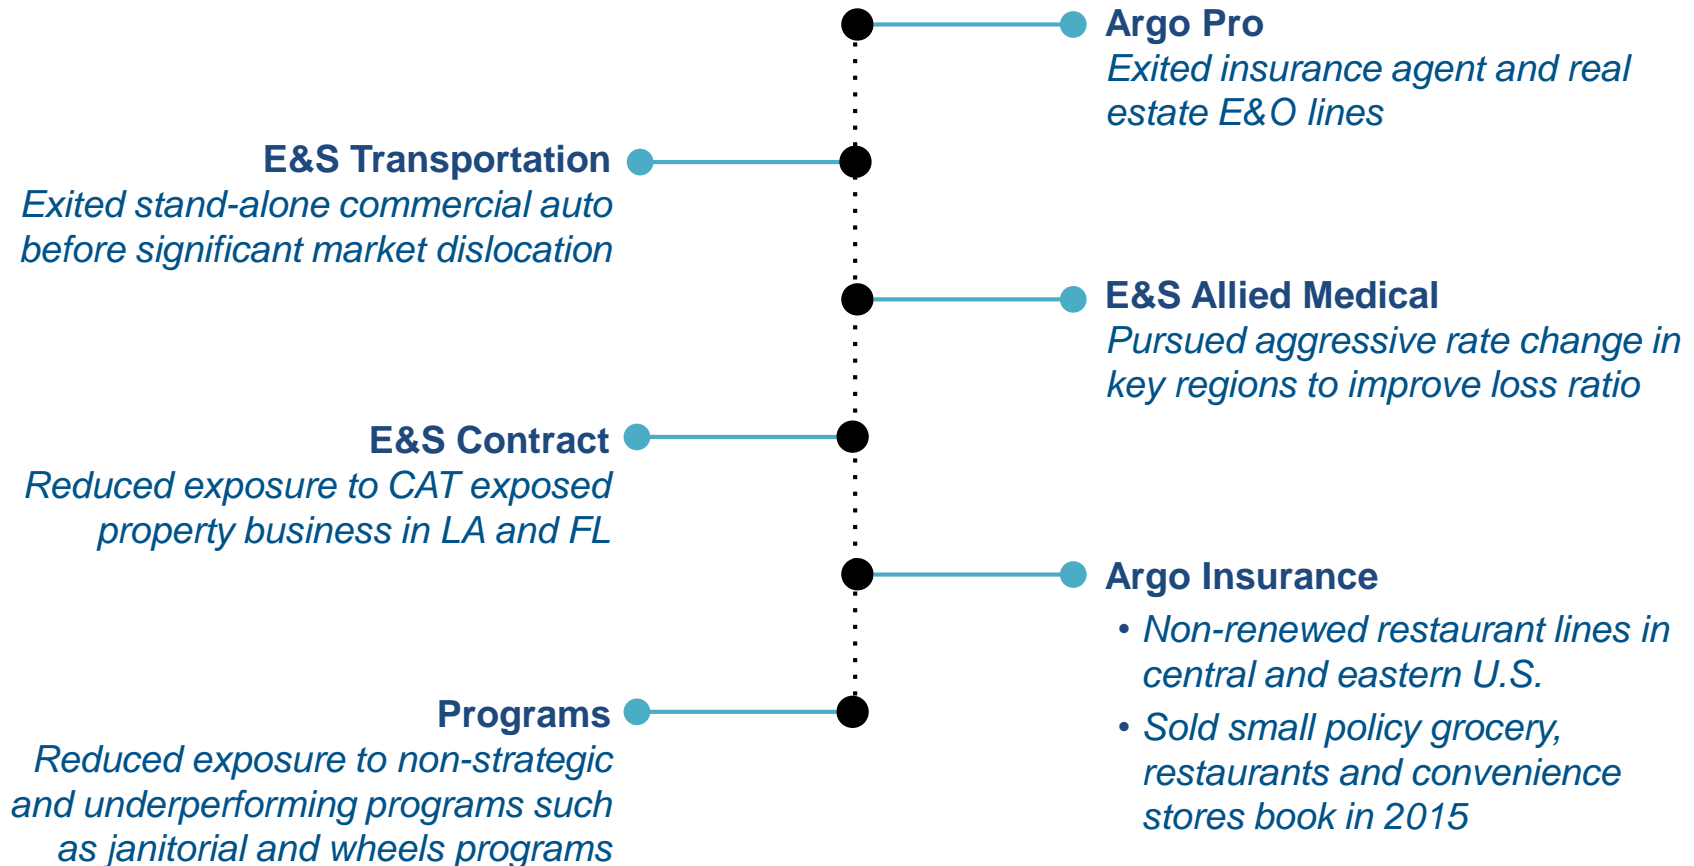 Argo Pro
Exited insurance agent and real
estate E&O lines
E&S Transportation
Exited stand-alone commercial auto
before significant market dislocation
E&S Allied Medical
Pursued aggressive rate change in
key regions to improve loss ratio
E&S Contract
Reduced exposure to CAT exposed
property business in LA and FL
Argo Insurance
• Non-renewed restaurant lines in
central and eastern U.S.
• Sold small policy grocery,
restaurants and convenience
stores book in 2015
Programs
Reduced exposure to non-strategic
and underperforming programs such
as janitorial and wheels programs